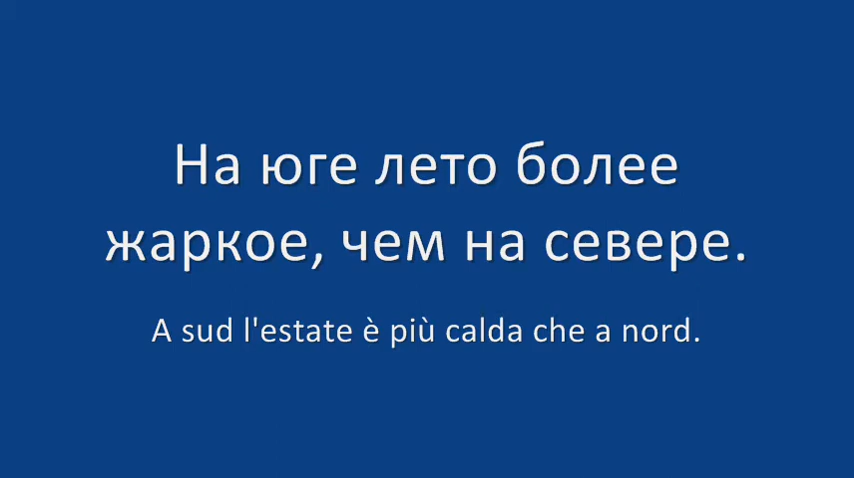 На юге лето более
жаркое, чем на севере.
A sud l'estate è più calda che a nord.